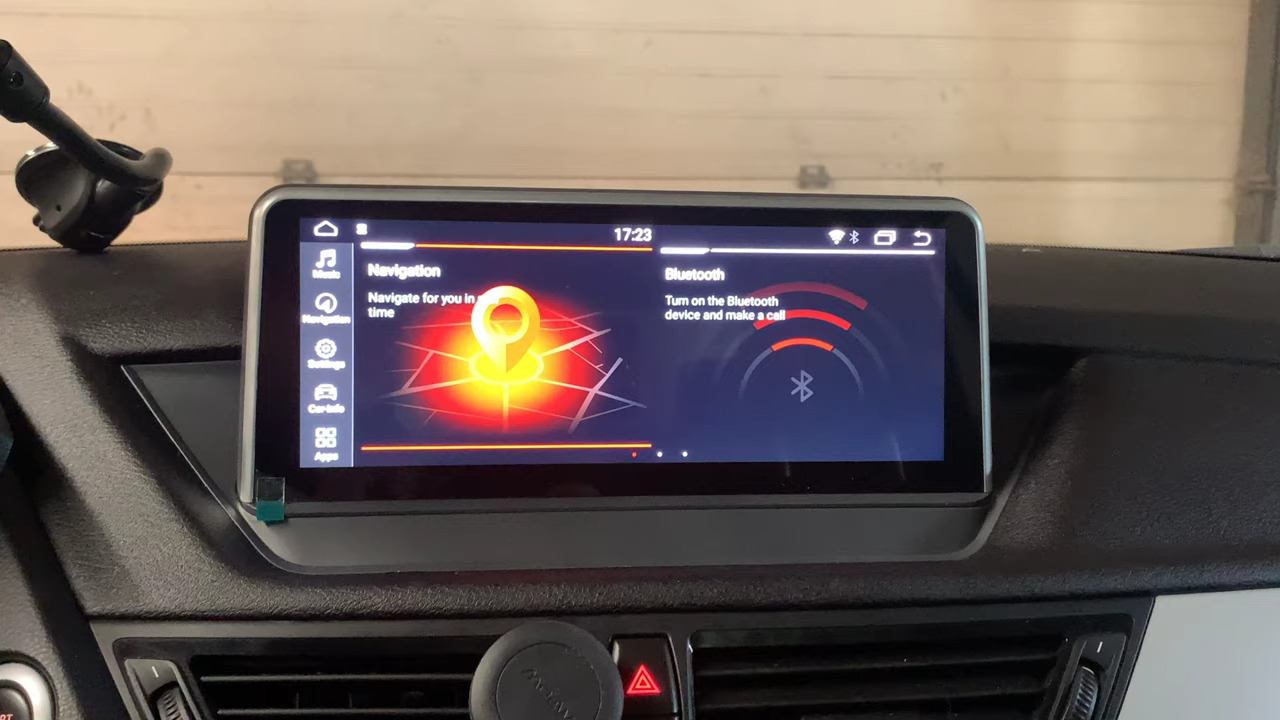 17:23
Music
Navigation
Settings
Car-Info
Apps
Navigation
Navigate for you in
time
Bluetooth
Turn on the Bluetooth
device and make a call